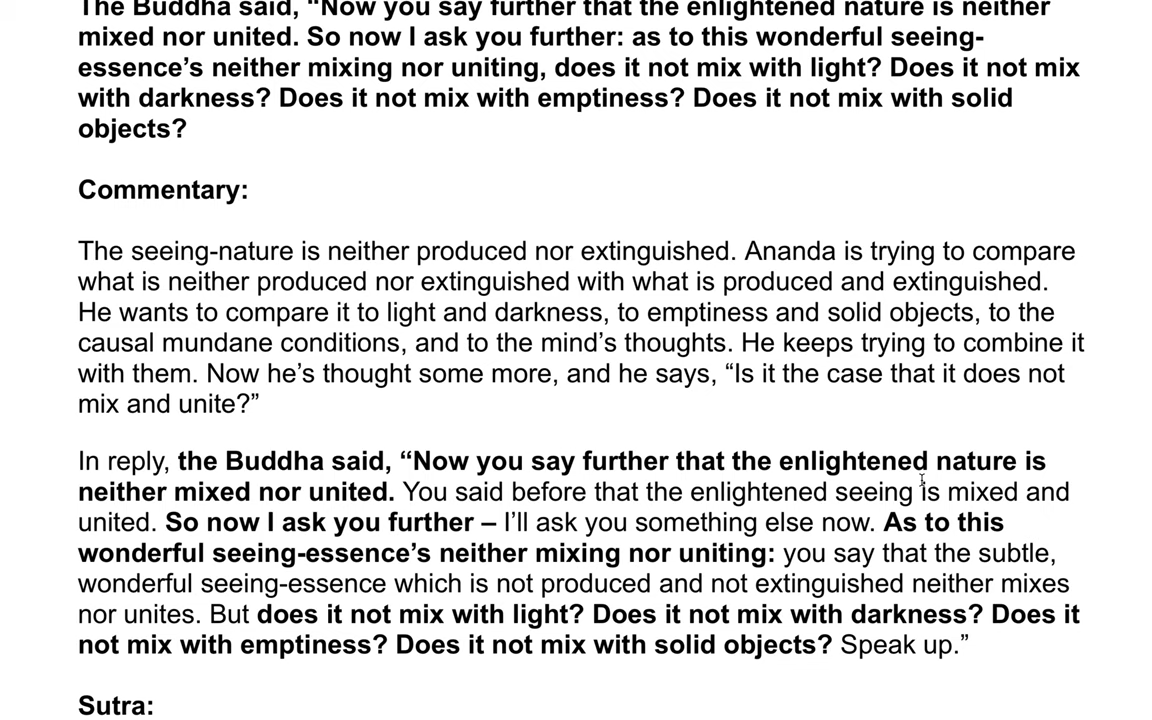 The Buddha said, “Now you say further that the enlightened nature is neither
mixed nor united. So now I ask you further: as to this wonderful seeing-
essence’s neither mixing nor uniting, does it not mix with light? Does it not mix
with darkness? Does it not mix with emptiness? Does it not mix with solid
objects?
Commentary:
The seeing-nature is neither produced nor extinguished. Ananda is trying to compare
what is neither produced nor extinguished with what is produced and extinguished.
He wants to compare it to light and darkness, to emptiness and solid objects, to the
causal mundane conditions, and to the mind’s thoughts. He keeps trying to combine it
with them. Now he’s thought some more, and he says, “Is it the case that it does not
mix and unite?”
In reply, the Buddha said, “Now you say further that the enlightened nature is
neither mixed nor united. You said before that the enlightened seeing is mixed and
united. So now I ask you further – I’ll ask you something else now. As to this
wonderful seeing-essence’s neither mixing nor uniting: you say that the subtle,
wonderful seeing-essence which is not produced and not extinguished neither mixes
nor unites. But does it not mix with light? Does it not mix with darkness? Does it
not mix with emptiness? Does it not mix with solid objects? Speak up.”
Sutra: